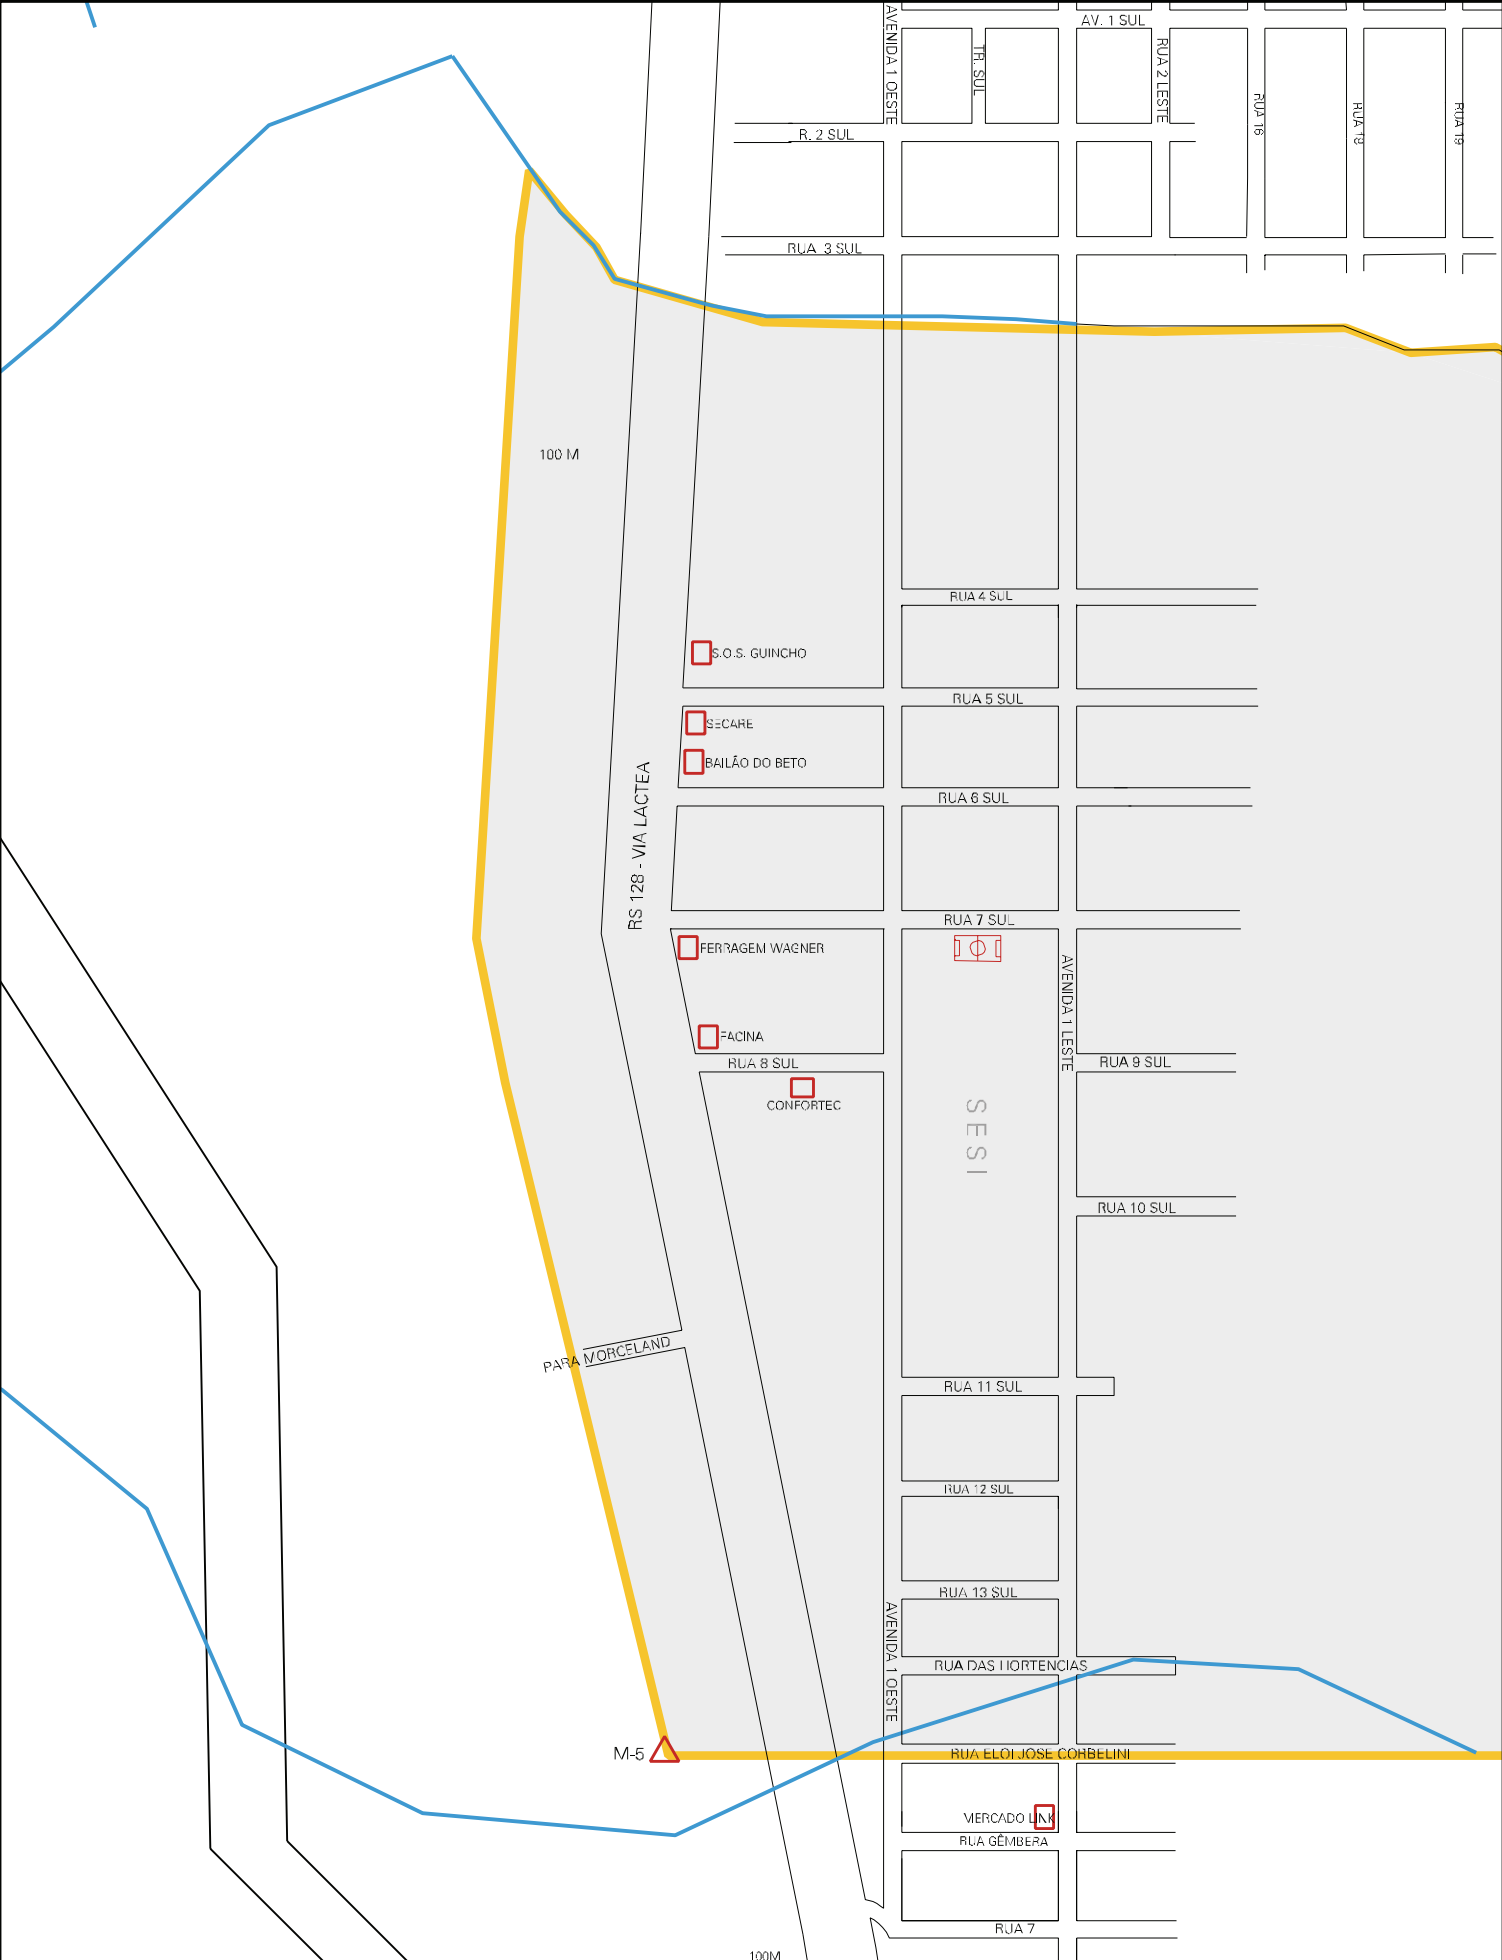 AV. 1 SUL
AVENIDA 1 OESTE
TR. SUL
RUA 2 LESTE
RUA 16
RUA 18
RUA 19
R. 2 SUL
RUA 3 SUL
100 M
RUA 4 SUL
S.O.S. GUINCHO
RUA 5 SUL
SECARE
BAILÃO DO BETO
RUA 6 SUL
RS 128 - VIA LACTEA
RUA 7 SUL
FERRAGEM WAGNER
AVENIDA 1 LESTE
FACINA
RUA 8 SUL
RUA 9 SUL
CONFORTEC
SESI
RUA 10 SUL
PARA MORCELAND
RUA 11 SUL
RUA 12 SUL
RUA 13 SUL
AVENIDA 1 OESTE
RUA DAS HORTENCIAS
M-5
RUA ELOI JOSE CORBELINI
MERCADO LINK
RUA GÊMBERA
RUA 7
100M